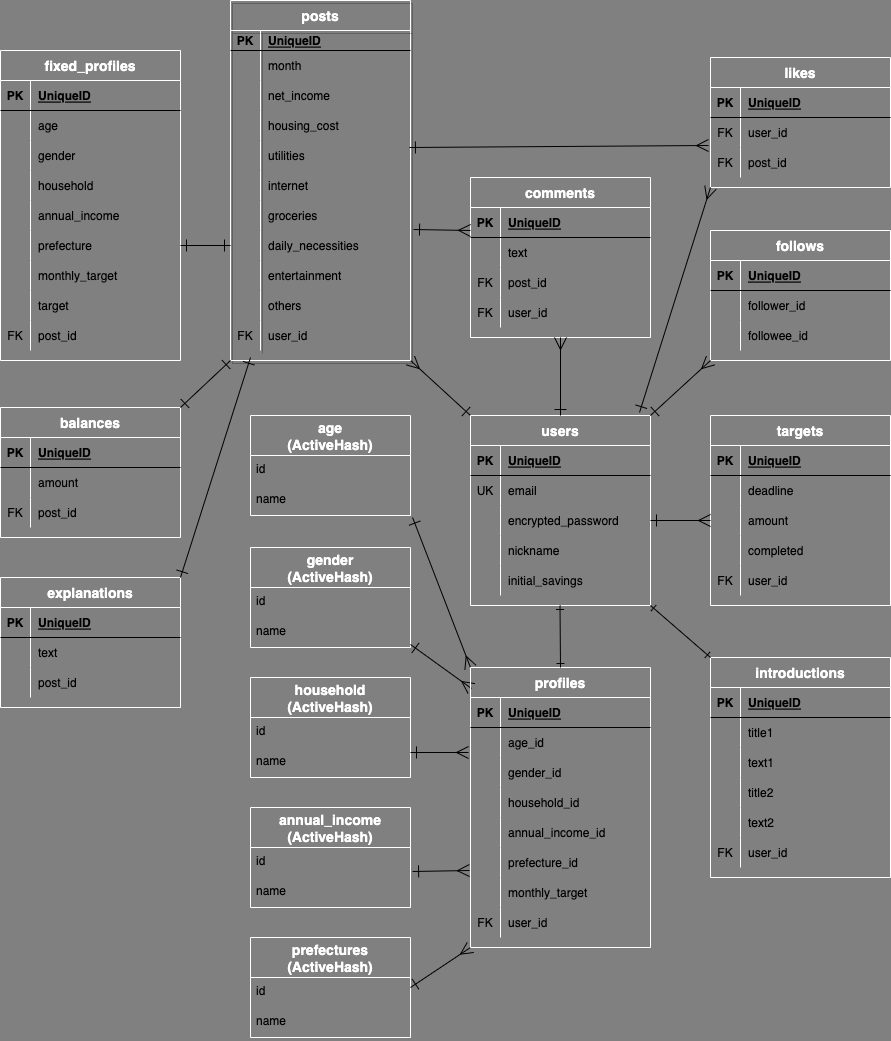 posts
PK UniqueID
month
net_income
housing_cost
utilities
internet
groceries
daily_necessities
entertainment
others
FK user_id
fixed_profiles
PK UniqueID
age
gender
household
annual_income
prefecture
monthly_target
target
FK post_id
likes
PK UniqueID
FK user_id
FK post_id
comments
PK UniqueID
text
FK post_id
FK user_id
follows
PK UniqueID
follower_id
followee_id
balances
PK UniqueID
amount
FK post_id
age
(ActiveHash)
id
name
users
PK UniqueID
UK email
encrypted_password
nickname
initial_savings
targets
PK UniqueID
deadline
amount
completed
FK user_id
explanations
PK UniqueID
text
post_id
gender
(ActiveHash)
id
name
household
(ActiveHash)
id
name
profiles
PK UniqueID
age_id
gender_id
household_id
annual_income_id
prefecture_id
monthly_target
FK user_id
introductions
PK UniqueID
title1
text1
title2
text2
FK user_id
annual_income
(ActiveHash)
id
name
prefectures
(ActiveHash)
id
name